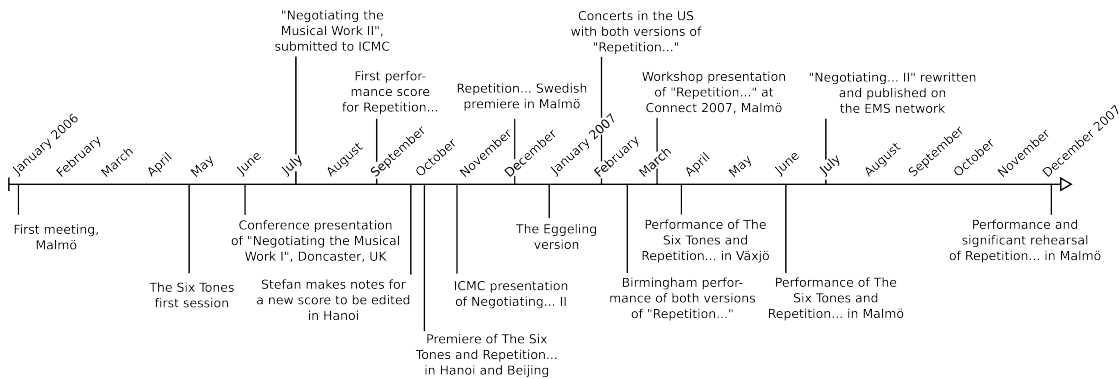 "Negotiating the
Musical Work II",
submitted to ICMC
Concerts in the US
with both versions of
"Repetition..."
First perfor-
mance score
for Repetition...
Repetition... Swedish
premiere in Malmö
Workshop presentation
of "Repetition..." at
Connect 2007, Malmö
"Negotiating... II" rewritten
and published on
the EMS network
January 2006
February
March
April
May
June
July
August
September
October
November
December
January 2007
February
March
April
May
June
July
August
September
October
November
December 2007
First meeting,
Malmö
The Six Tones
first session
Conference presentation
of "Negotiating the Musical
Work I", Doncaster, UK
Stefan makes notes for
a new score to be edited
in Hanoi
Premiere of The Six
Tones and Repetition...
in Hanoi and Beijing
ICMC presentation
of Negotiating... II
The Eggeling
version
Birmingham perfor-
mance of both versions
of "Repetition..."
Performance of The
Six Tones and
Repetition... in Växjö
Performance of The
Six Tones and
Repetition... in Malmö
Performance and
significant rehearsal
of Repetition... in Malmö